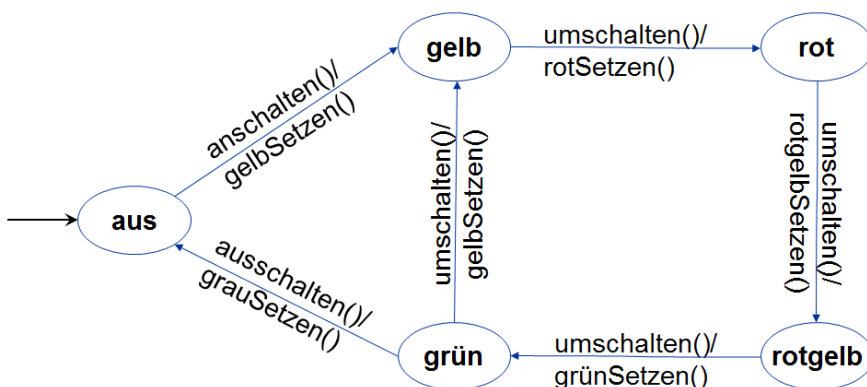 gelb
umschalten()/
rotSetzen()
rot
anschalten()/
gelbSetzen()
umschalten()/
gelbSetzen()
umschalten()/
rotgelbSetzen()
aus
ausschalten()/
grauSetzen()
grün
umschalten()/
grünSetzen()
rotgelb